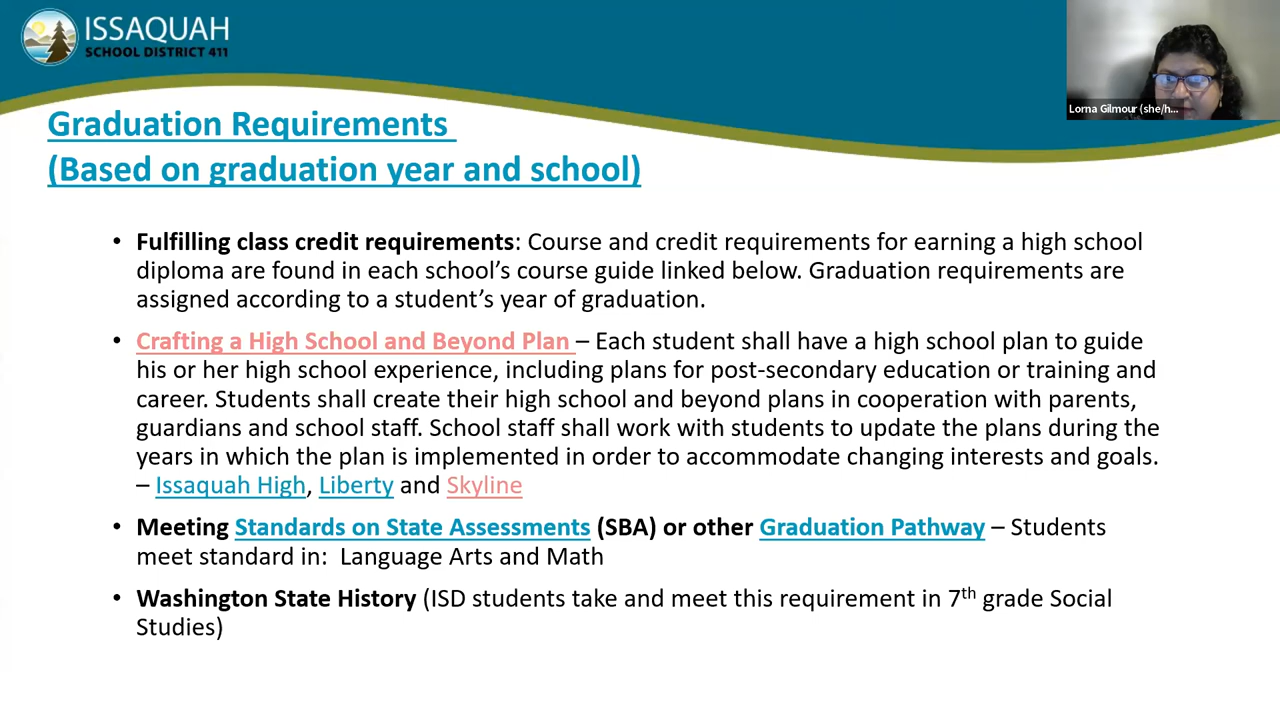 ISSAQUAH
SCHOOL DISTRICT 411
Lorna Gilmour (she/h...
Graduation Requirements
(Based on graduation year and school)
• Fulfilling class credit requirements: Course and credit requirements for earning a high school
diploma are found in each school’s course guide linked below. Graduation requirements are
assigned according to a student’s year of graduation.
• Crafting a High School and Beyond Plan – Each student shall have a high school plan to guide
his or her high school experience, including plans for post-secondary education or training and
career. Students shall create their high school and beyond plans in cooperation with parents,
guardians and school staff. School staff shall work with students to update the plans during the
years in which the plan is implemented in order to accommodate changing interests and goals.
– Issaquah High, Liberty and Skyline
• Meeting Standards on State Assessments (SBA) or other Graduation Pathway – Students
meet standard in:  Language Arts and Math
• Washington State History (ISD students take and meet this requirement in 7th grade Social
Studies)